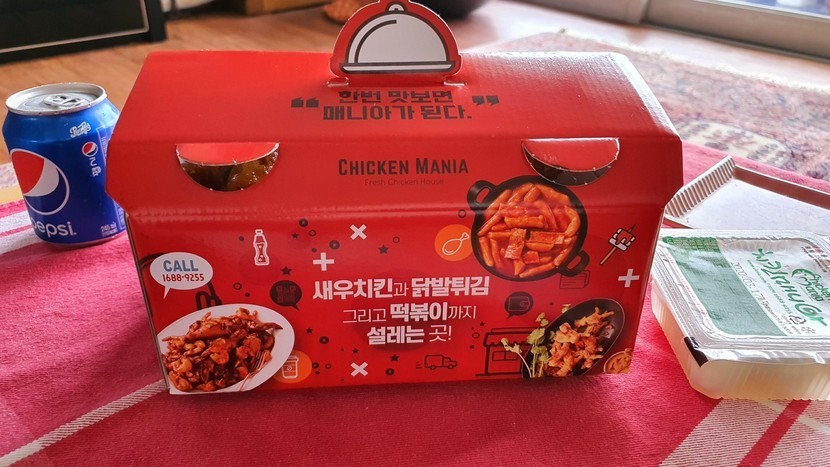 “ 한번 맛보면 ”
매니아가 된다.
CHICKEN MANIA
Fresh Chicken House
pepsi.
CALL
1688-9255
새우치킨과 닭발튀김
그리고 떡볶이까지
설레는 곳!